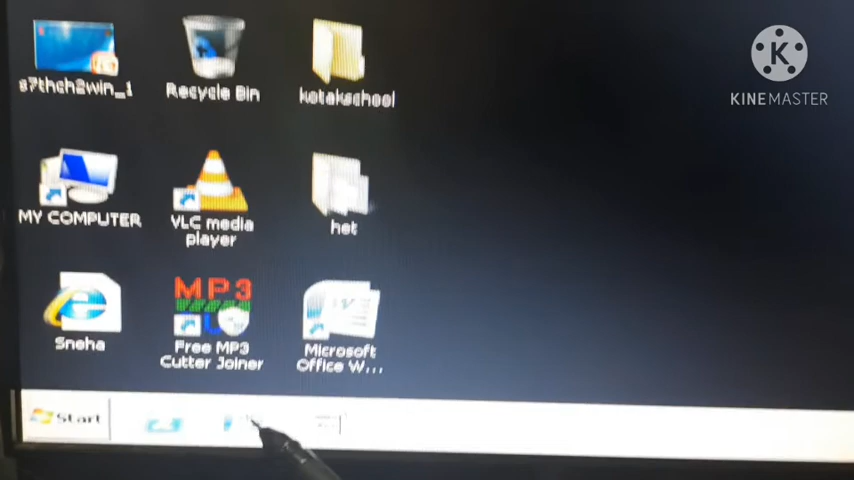 s7thch2win_1
Recycle Bin
kotakschool
K
KINEMASTER
MY COMPUTER
VLC media
player
het
Sneha
MP3
Free MP3
Cutter Joiner
W
Microsoft
Office W...
Start